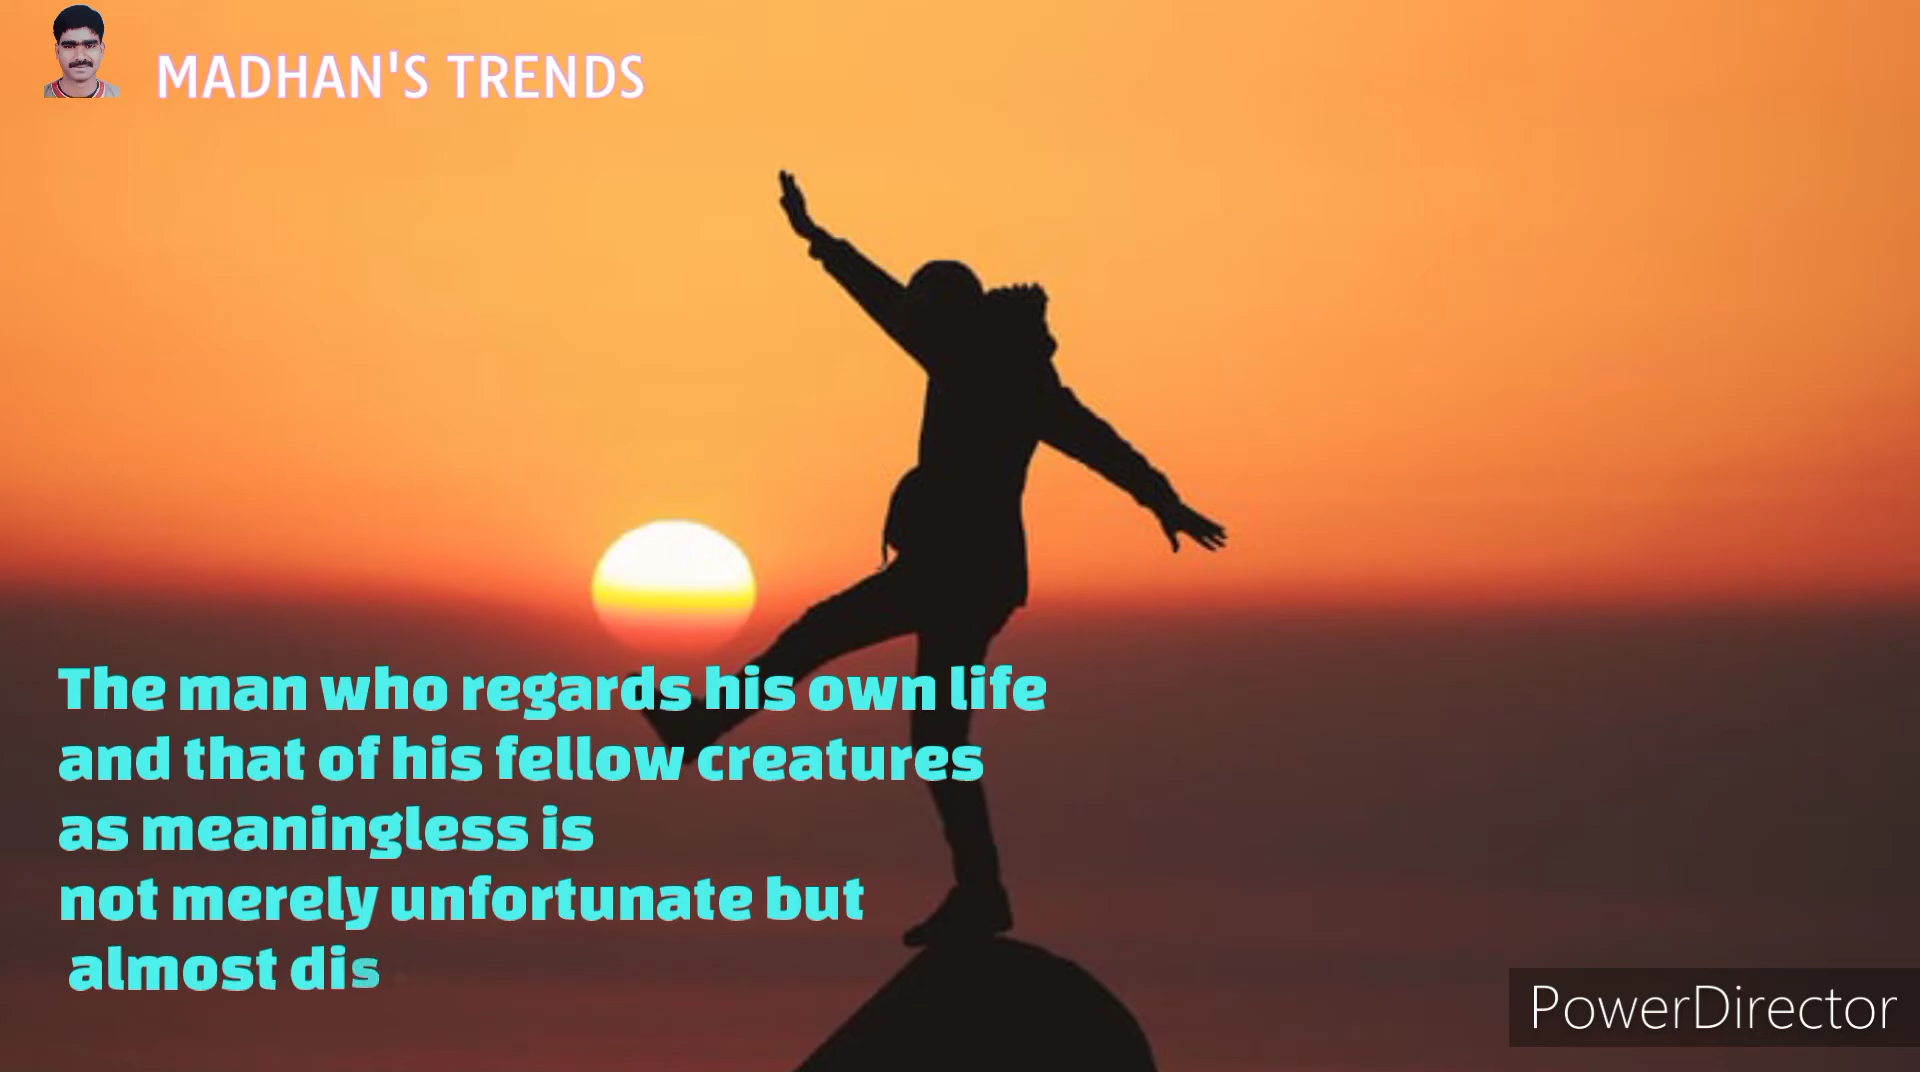 MADHAN'S TRENDS
The man who regards his own life
and that of his fellow creatures
as meaningless is
not merely unfortunate but
almost dis
PowerDirector